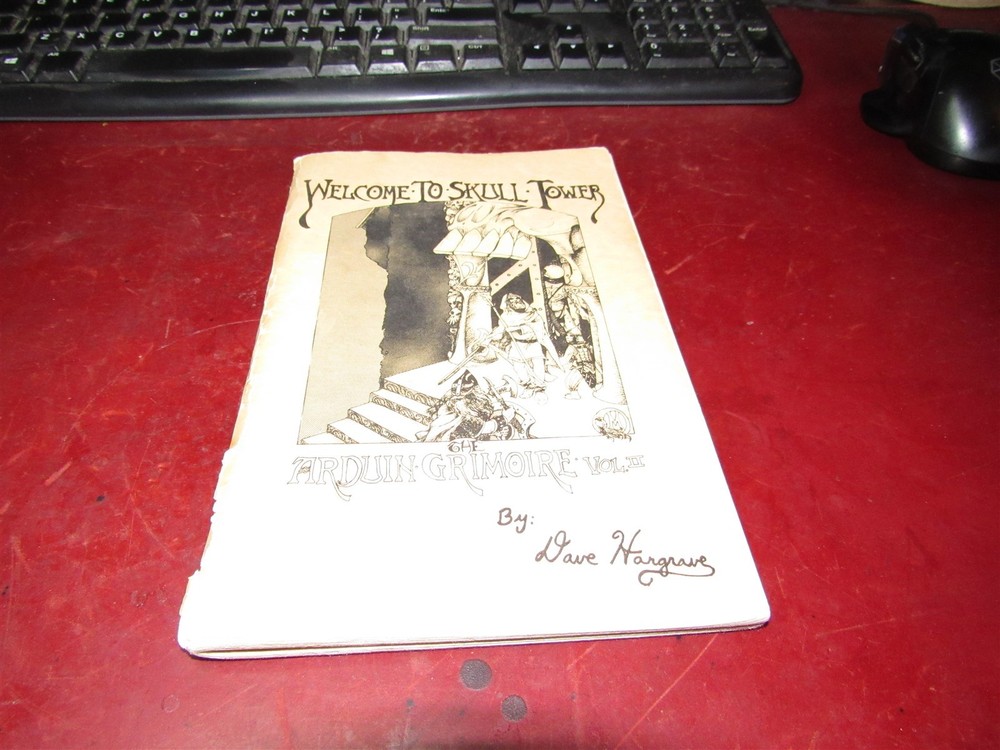 WELCOME·TO·SKULL·TOWER
THE
ARDUIN·GRIMOIRE·VOL.II
By:
Dave Hargrave